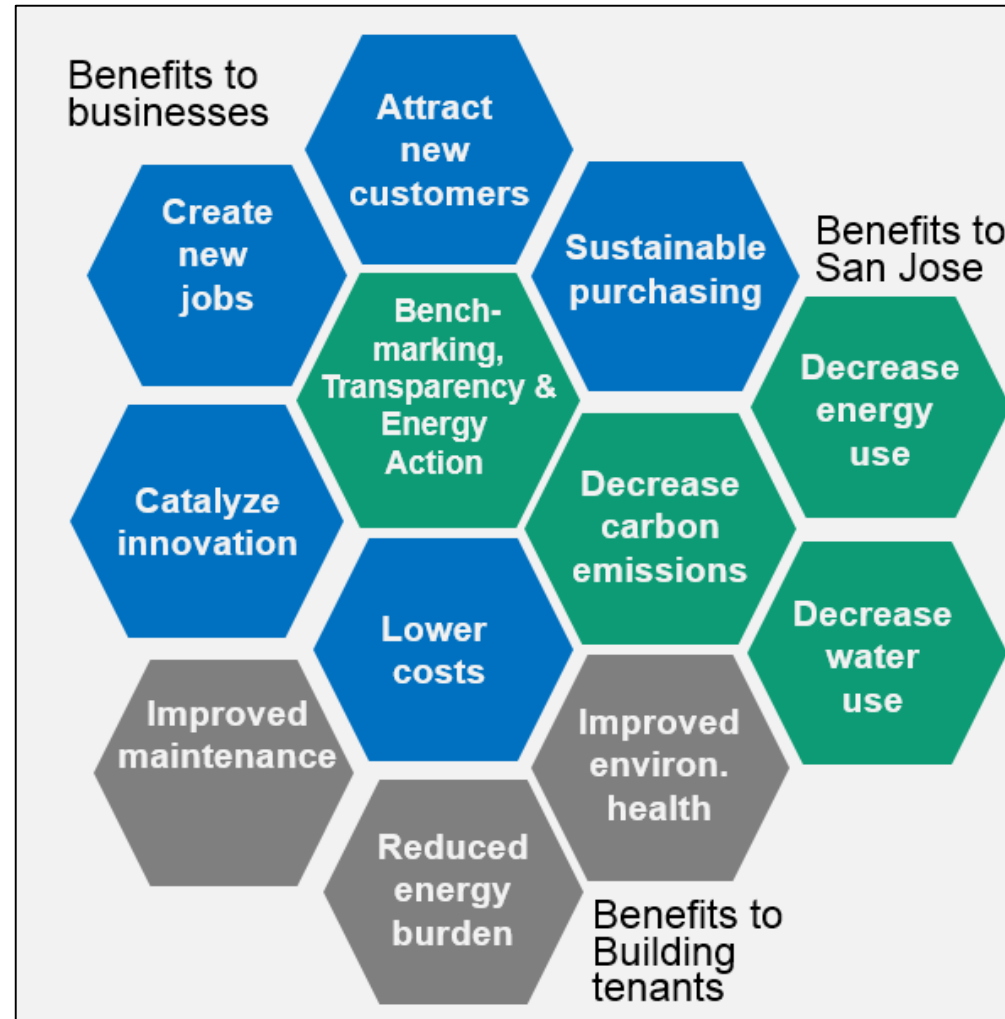 Benefits to
businesses
Attract
new
customers
Create
new
jobs
Sustainable
purchasing
Benefits to
San Jose
Bench-
marking,
Transparency &
Energy
Action
Decrease
energy
use
Catalyze
innovation
Decrease
carbon
emissions
Lower
costs
Decrease
water
use
Improved
maintenance
Improved
environ.
health
Reduced
energy
burden
Benefits to
Building
tenants